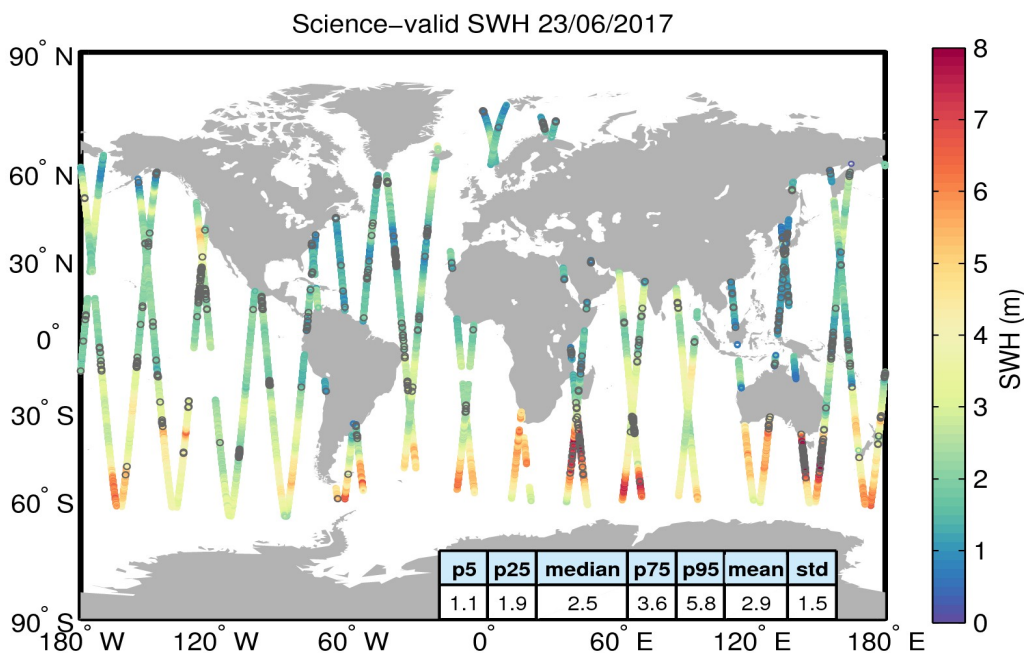 Science−valid SWH 23/06/2017
90° N
60° N
30° N
0°
30° S
60° S
90° S
180° W
120° W
60° W
0°
60° E
120° E
180° E
8
7
6
5
4
3
2
1
0
SWH (m)
p5 p25 median p75 p95 mean std
1.1 1.9 2.5 3.6 5.8 2.9 1.5